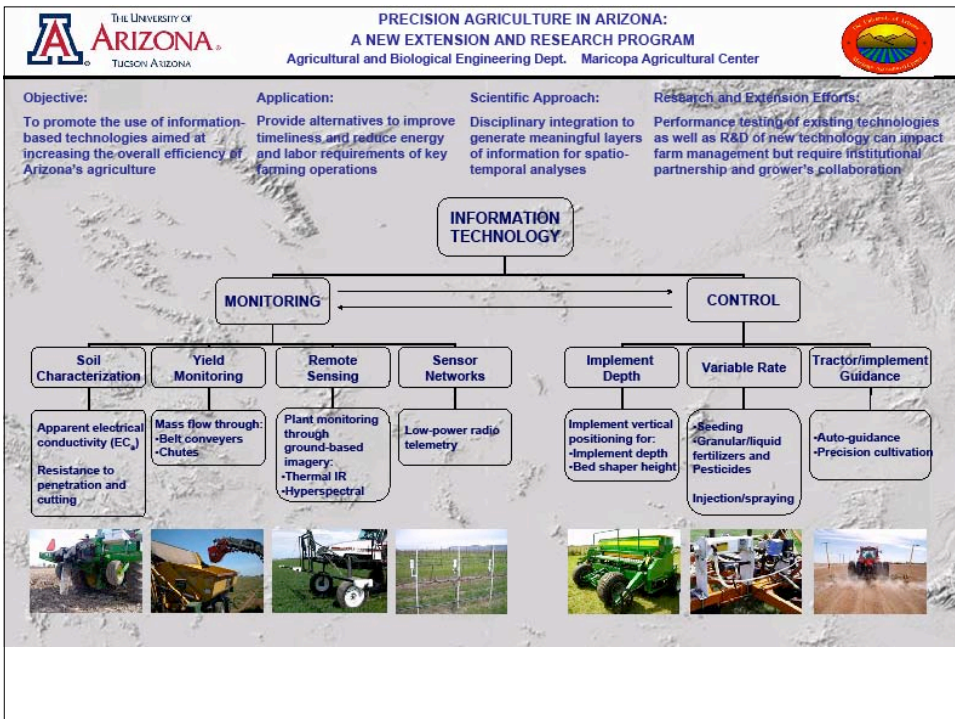 THE UNIVERSITY OF
ARIZONA®
TUCSON ARIZONA
PRECISION AGRICULTURE IN ARIZONA:
A NEW EXTENSION AND RESEARCH PROGRAM
Agricultural and Biological Engineering Dept. Maricopa Agricultural Center
Objective:
To promote the use of information-
based technologies aimed at
increasing the overall efficiency of
Arizona's agriculture
Application:
Provide alternatives to improve
timeliness and reduce energy
and labor requirements of key
farming operations
Scientific Approach:
Disciplinary integration to
generate meaningful layers
of information for spatio-
temporal analyses
Research and Extension Efforts:
Performance testing of existing technologies
as well as R&D of new technology can impact
farm management but require institutional
partnership and grower's collaboration
INFORMATION
TECHNOLOGY
MONITORING
CONTROL
Soil
Characterization
Yield
Monitoring
Remote
Sensing
Sensor
Networks
Implement
Depth
Variable Rate
Tractor/implement
Guidance
Apparent electrical
conductivity (ECa)
Resistance to
penetration and
cutting
Mass flow through:
•Belt conveyers
•Chutes
Plant monitoring
through
ground-based
imagery:
•Thermal IR
•Hyperspectral
Low-power radio
telemetry
Implement vertical
positioning for:
•Implement depth
•Bed shaper height
•Seeding
•Granular/liquid
fertilizers and
Pesticides
Injection/spraying
•Auto-guidance
•Precision cultivation